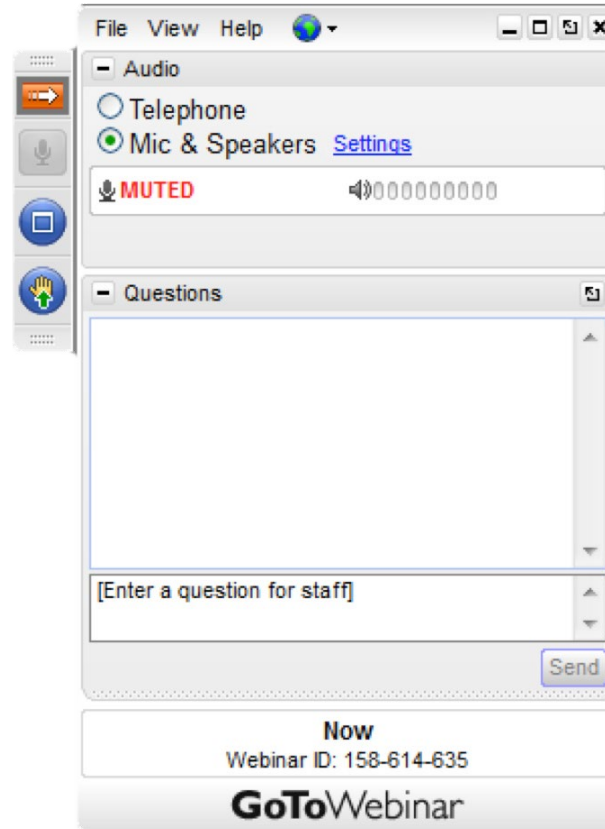 File View Help
Audio
Telephone
Mic & Speakers Settings
MUTED
Questions
[Enter a question for staff]
Send
Now
Webinar ID: 158-614-635
GoToWebinar